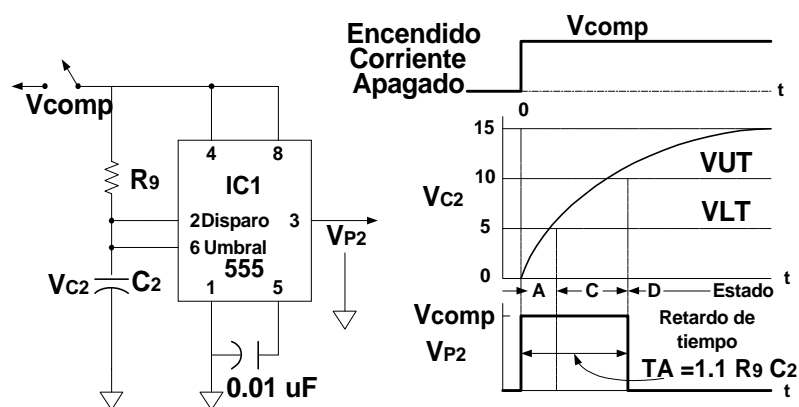 Vcomp
R9
VC2
C2
4
8
IC1
2Disparo
3
6 Umbral
555
1
5
VP2
0.01 uF
Encendido
Corriente
Apagado
Vcomp
t
0
15
10
5
0
VC2
VUT
VLT
t
A
C
D
Estado
Vcomp
VP2
Retardo de
tiempo
TA =1.1 R9 C2
t